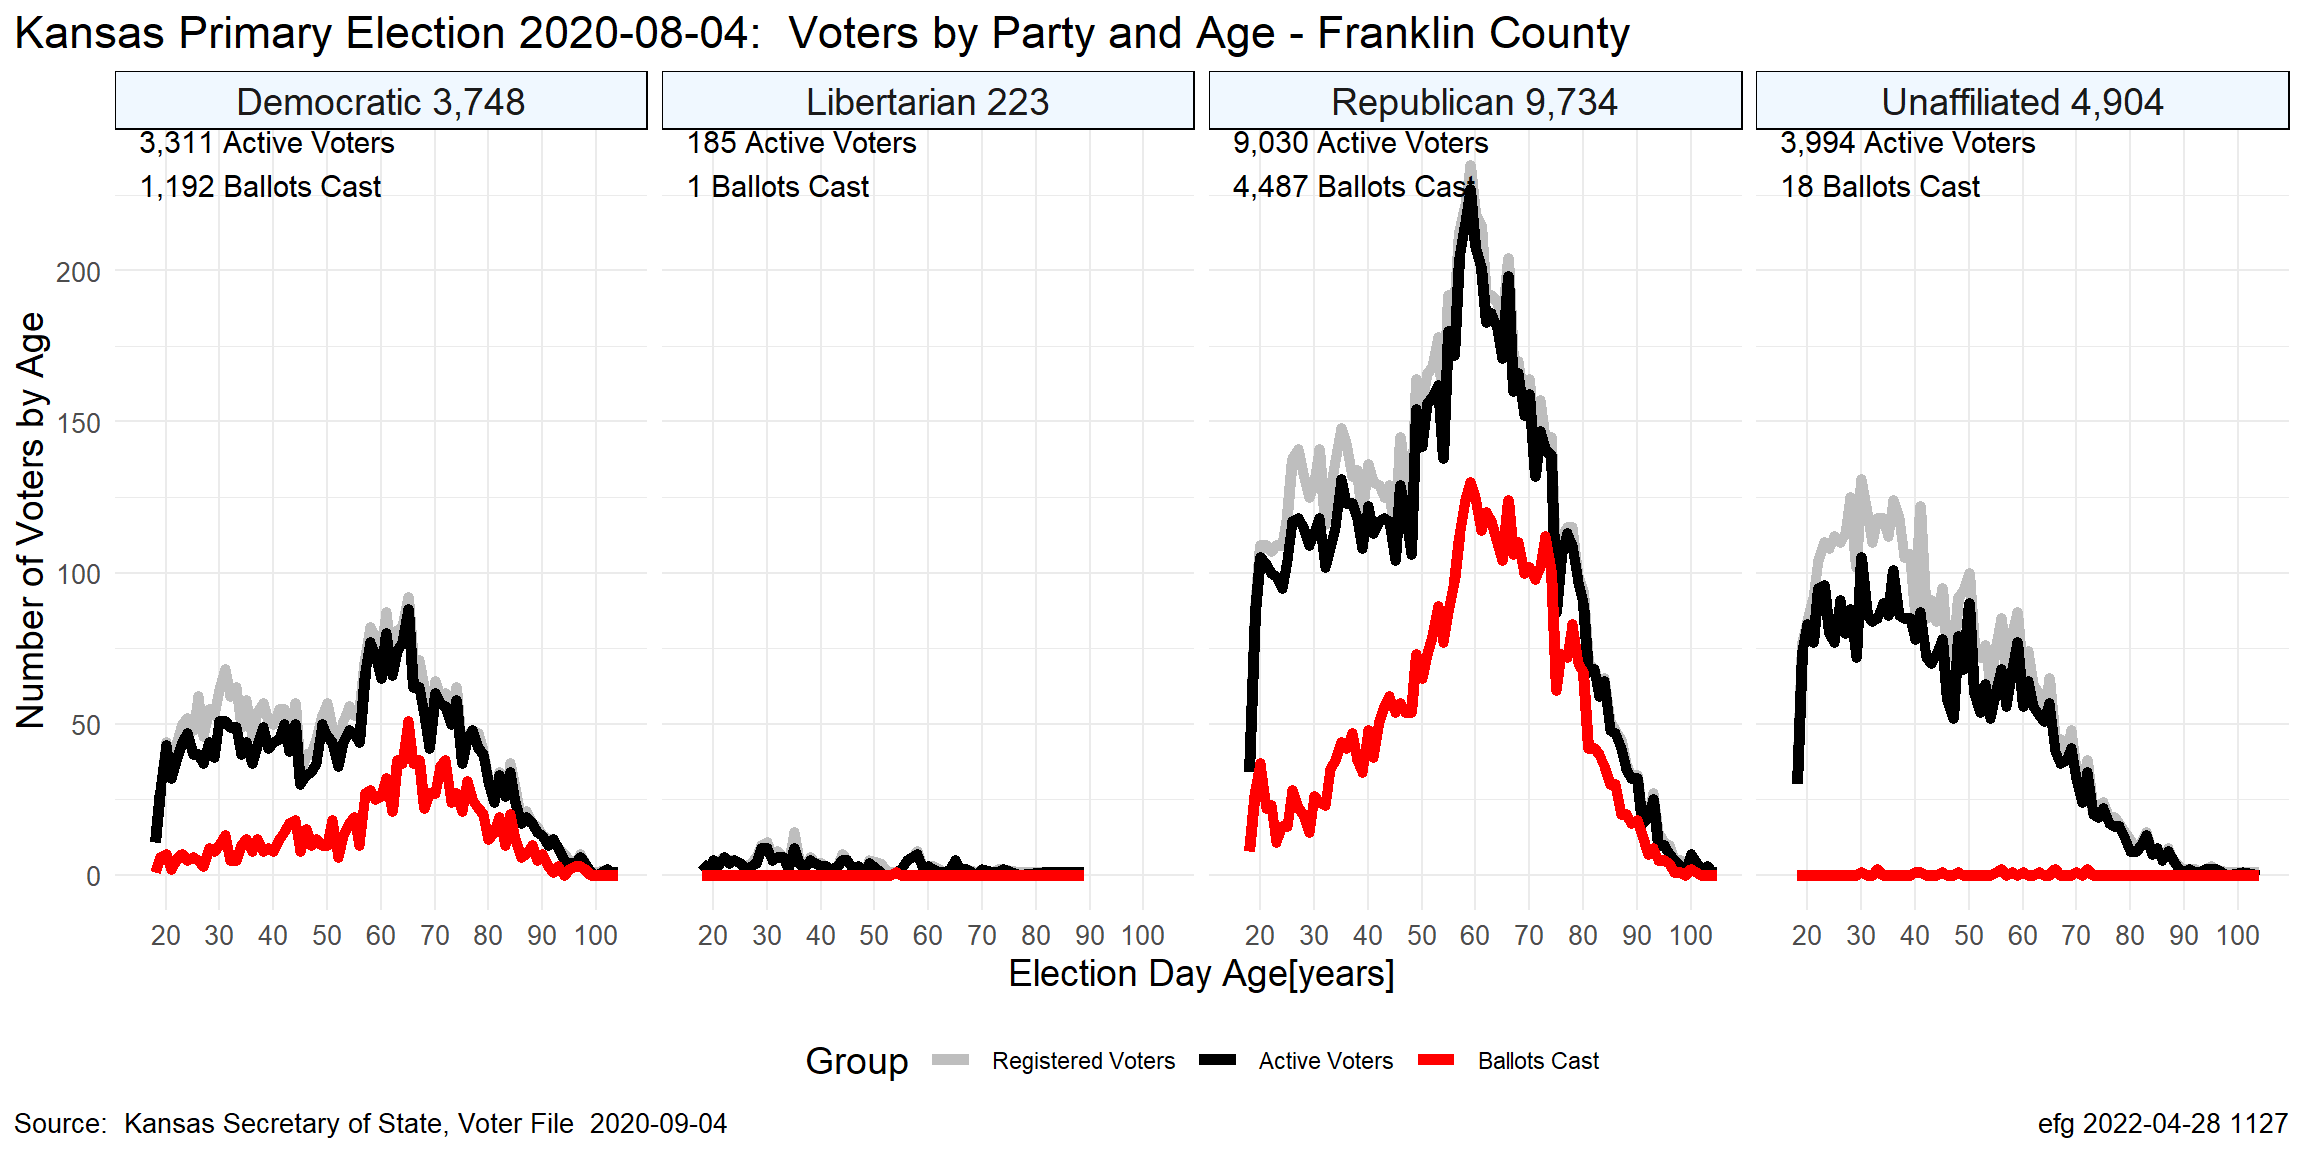 Kansas Primary Election 2020-08-04:  Voters by Party and Age - Franklin County
Democratic 3,748
Libertarian 223
Republican 9,734
Unaffiliated 4,904
3,311 Active Voters
1,192 Ballots Cast
185 Active Voters
1 Ballots Cast
9,030 Active Voters
4,487 Ballots Cast
3,994 Active Voters
18 Ballots Cast
Number of Voters by Age
200
150
100
50
0
20 30 40 50 60 70 80 90 100
20 30 40 50 60 70 80 90 100
20 30 40 50 60 70 80 90 100
20 30 40 50 60 70 80 90 100
Election Day Age[years]
Group Registered Voters Active Voters Ballots Cast
Source:  Kansas Secretary of State, Voter File  2020-09-04
efg 2022-04-28 1127